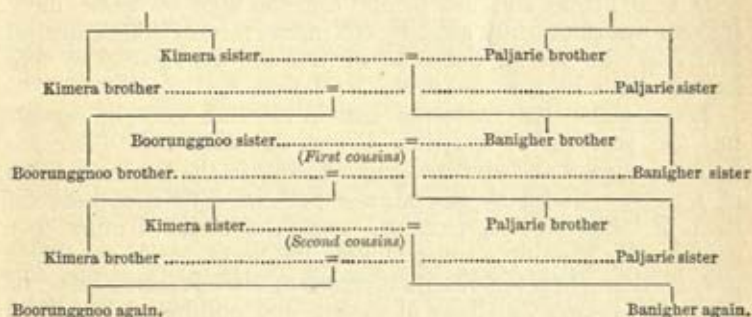 Kimera sister..................................... = ..........Paljarie brother
Kimera brother ....................................... = ................ ................................................Paljarie sister
Boorunggnoo sister............................... = ..........Banigher brother
(First cousins)
Boorunggnoo brother. .................................. = .............. .....................................................Banigher sister
Kimera sister......................................... = Paljarie brother
(Second cousins)
Kimera brother ........................................ = ............. ................................................Paljarie sister
Boorunggnoo again, Banigher again,